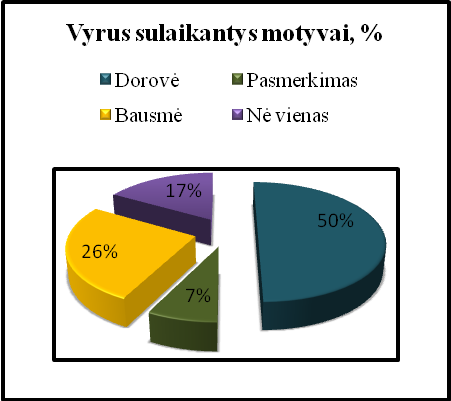 Vyrus sulaikantys motyvai, %
Dorovė Pasmerkimas
Bausmė Nė vienas
17%
50%
26%
7%